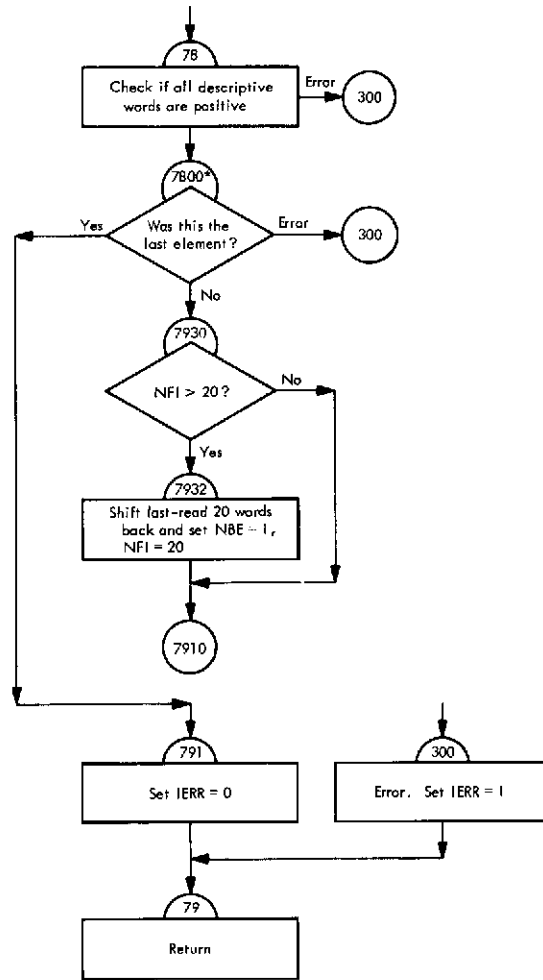 78
Check if all descriptive
words are positive
Error
300
7800*
Yes
Was this the
last element?
Error
300
No
7930
NFI > 20?
No
Yes
7932
Shift last-read 20 words
back and set NBE = 1,
NFI = 20
7910
791
Set IERR = 0
300
Error. Set IERR = 1
79
Return